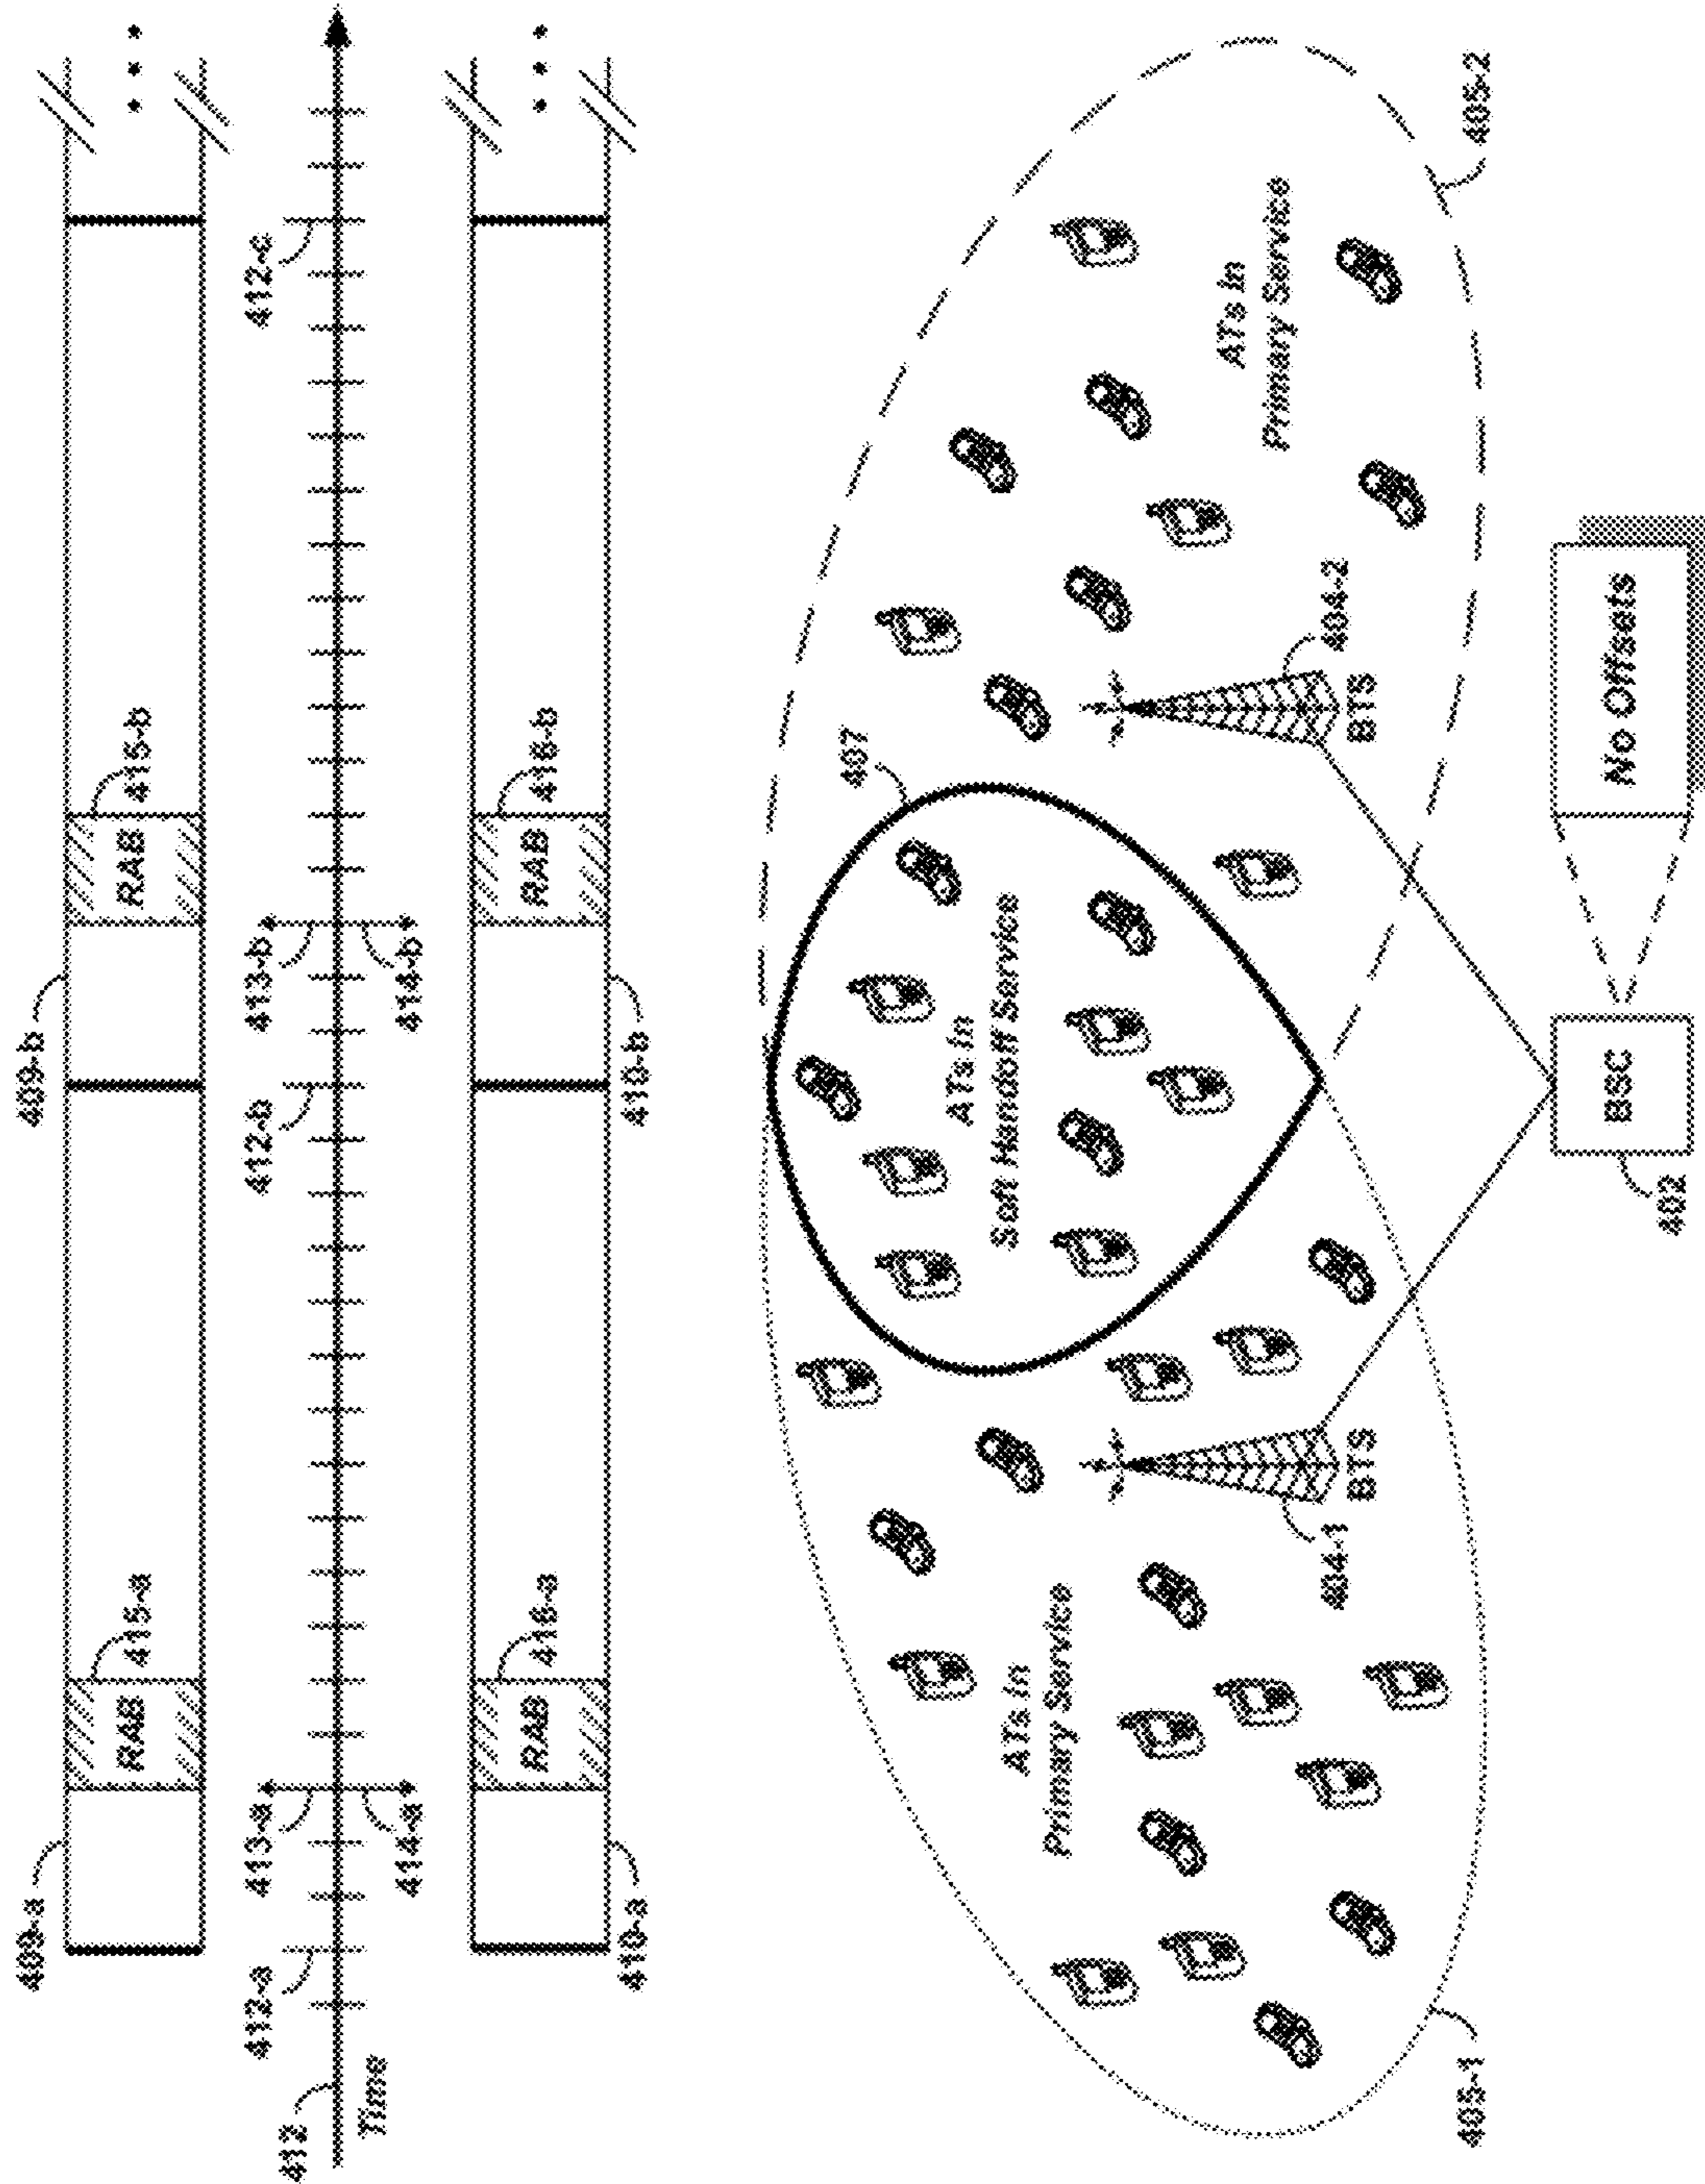 409-a
409-b
RAB
415-a
RAB
415-b
412-a
413-a
412-b
413-b
412-c
412
Time
414-a
414-b
RAB
416-a
RAB
416-b
410-a
410-b
407
ATs in
Soft Handoff Service
ATs in
Primary Service
ATs in
Primary Service
404-1
BTS
BTS
404-2
405-1
405-2
402
BSC
No Offsets